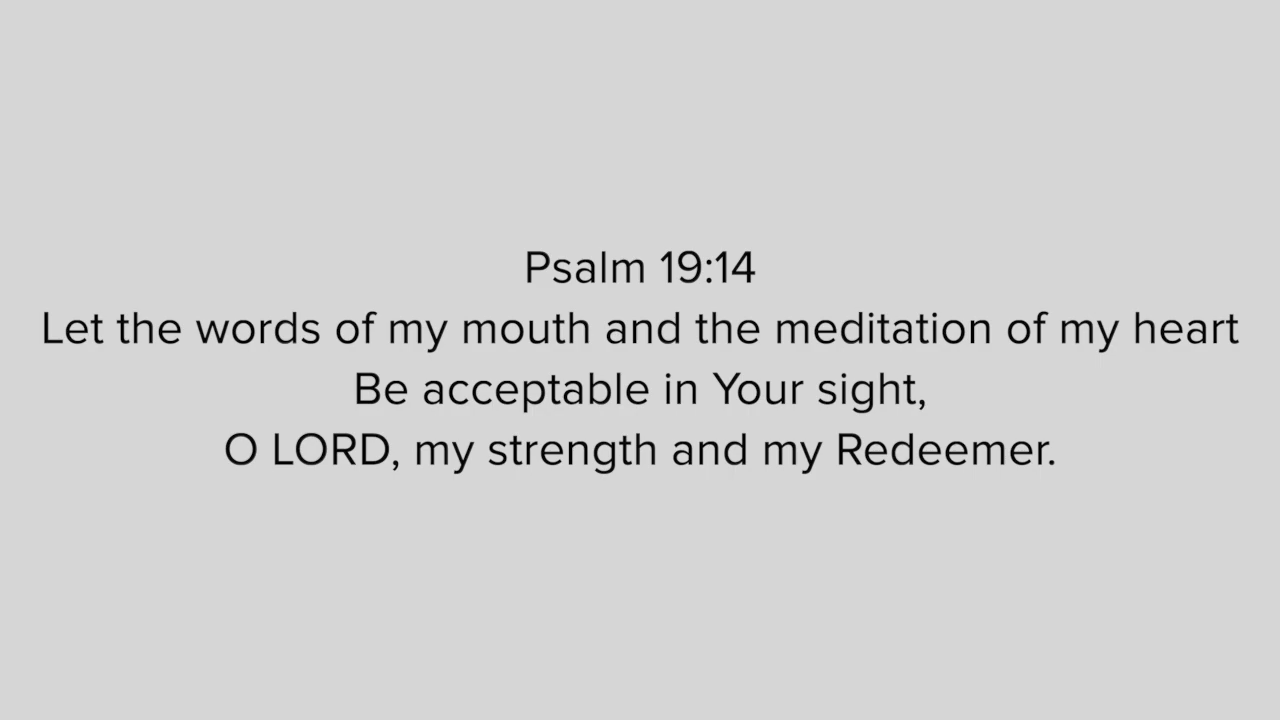 Psalm 19:14
Let the words of my mouth and the meditation of my heart
Be acceptable in Your sight,
O LORD, my strength and my Redeemer.